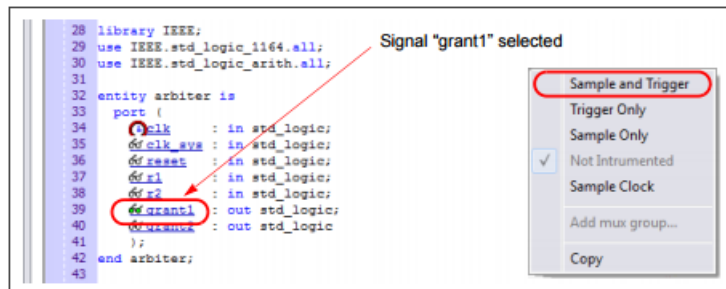 28 library IEEE;
29 use IEEE.std_logic_1164.all;
30 use IEEE.std_logic_arith.all;
31
32 entity arbiter is
33 port (
34 clk : in std_logic;
35 clk_sys : in std_logic;
36 reset : in std_logic;
37 r1 : in std_logic;
38 r2 : in std_logic;
39 grant1 : out std_logic;
40 grant2 : out std_logic
41 );
42 end arbiter;
43
Signal “grant1” selected
Sample and Trigger
Trigger Only
Sample Only
Not Intrumented
Sample Clock
Add mux group...
Copy